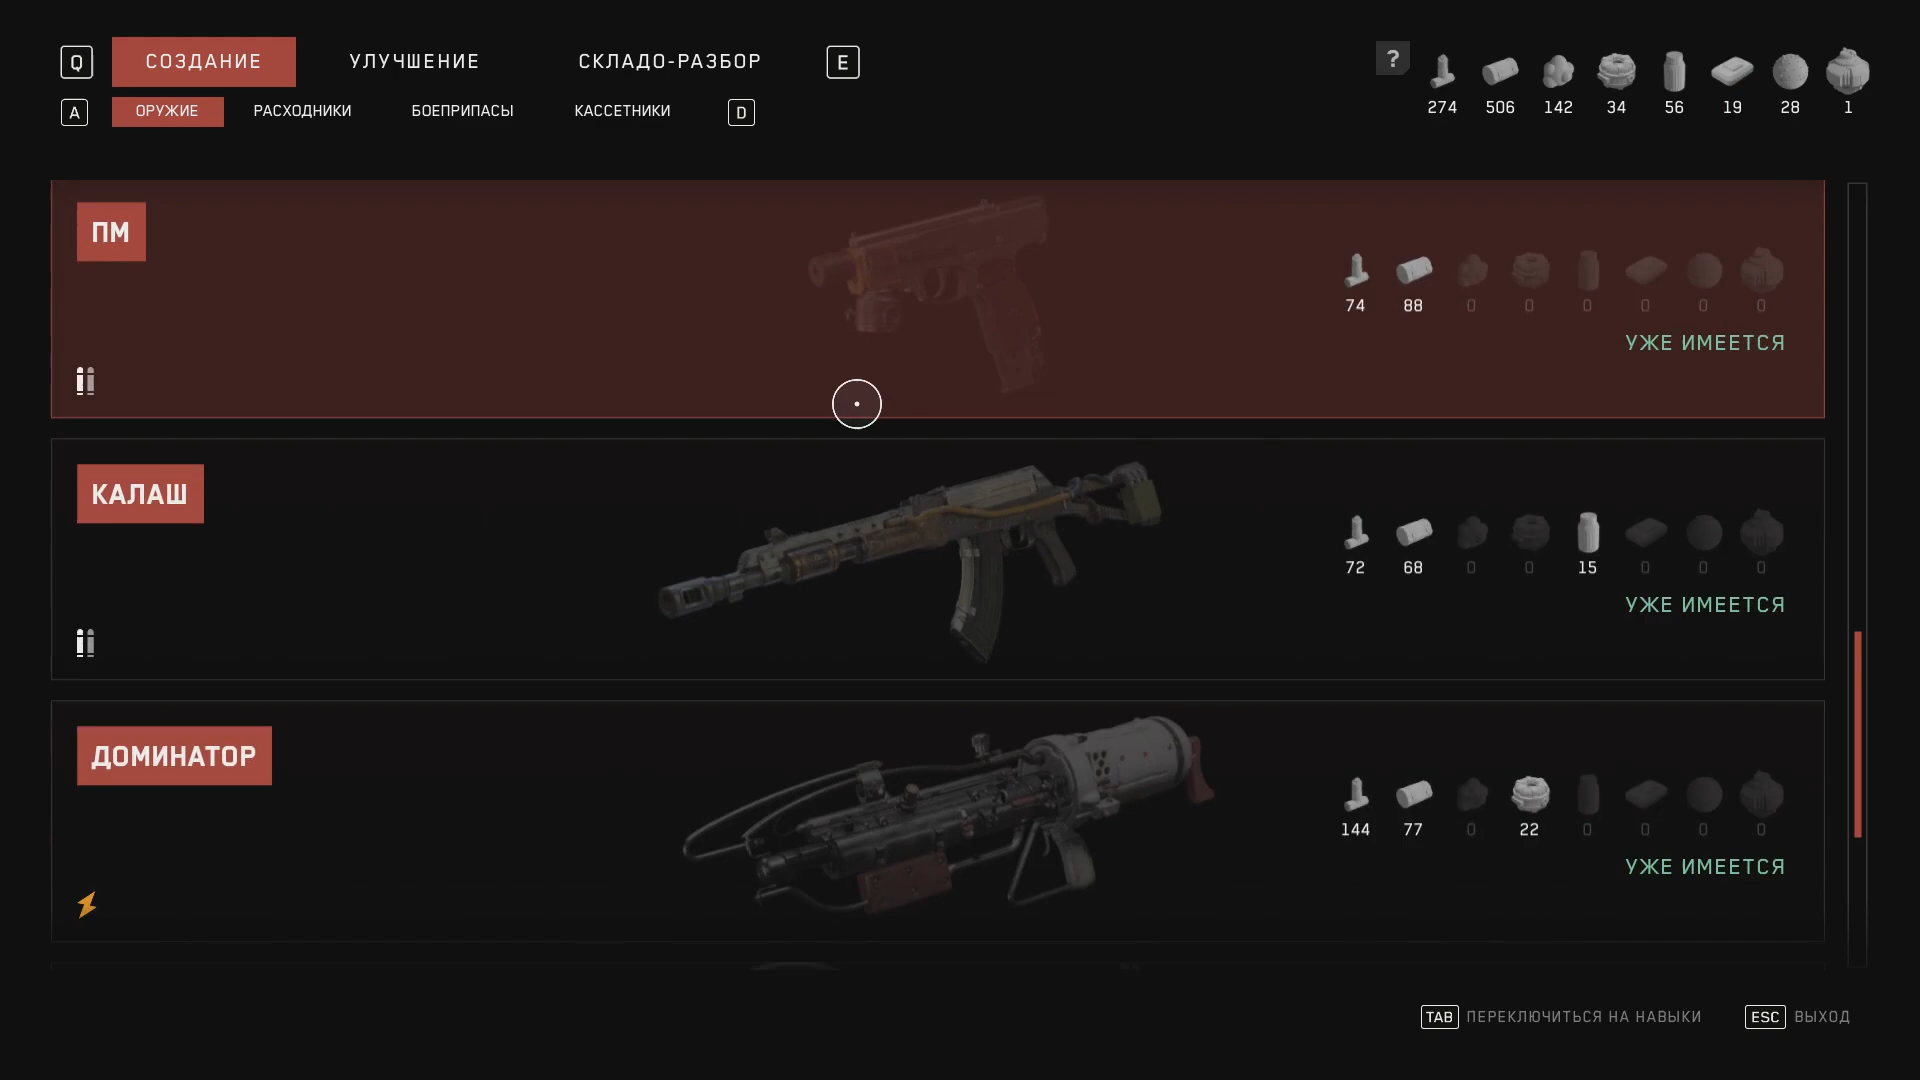 Q СОЗДАНИЕ УЛУЧШЕНИЕ СКЛАДО-РАЗБОР E
A ОРУЖИЕ РАСХОДНИКИ БОЕПРИПАСЫ КАССЕТНИКИ D
?
274 506 142 34 56 19 28 1
ПМ
74 88 0 0 0 0 0 0
УЖЕ ИМЕЕТСЯ
КАЛАШ
72 68 0 0 15 0 0 0
УЖЕ ИМЕЕТСЯ
ДОМИНАТОР
144 77 0 22 0 0 0 0
УЖЕ ИМЕЕТСЯ
TAB ПЕРЕКЛЮЧИТЬСЯ НА НАВЫКИ ESC ВЫХОД